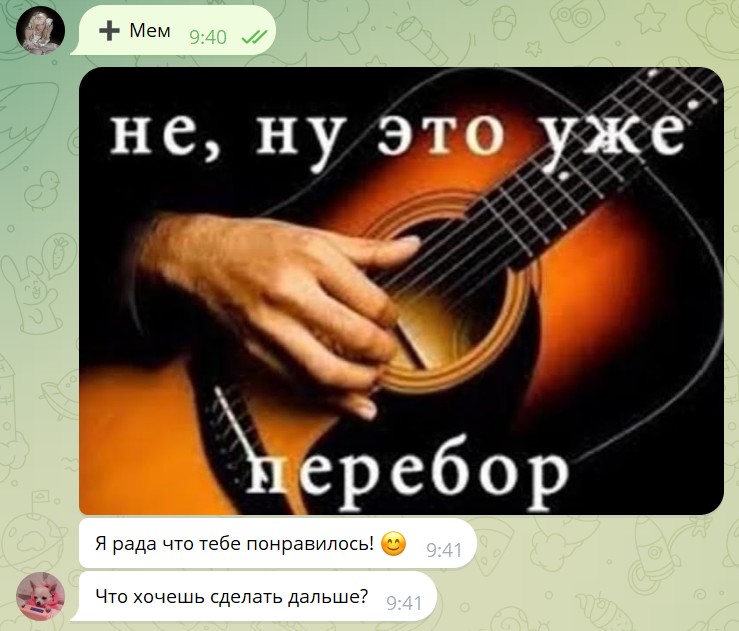 ➕ Мем 9:40
не, ну это уже
перебор
Я рада что тебе понравилось! 😊 9:41
Что хочешь сделать дальше? 9:41